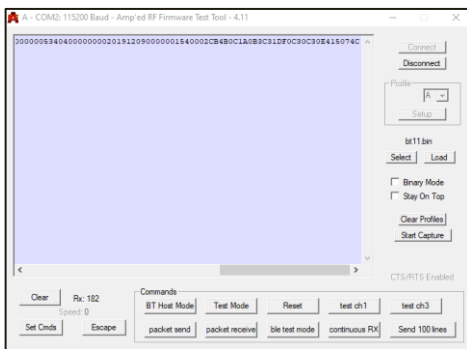 A - COM2: 115200 Baud - Amp'ed RF Firmware Test Tool - 4.11
00000053404000000000201912090000001540002CB4B0C1A0B3C31DF0C30C30E415074C
Connect
Disconnect
Profile
A
Setup
bt11.bin
Select
Load
Binary Mode
Stay On Top
Clear Profiles
Start Capture
CTS/RTS Enabled
Clear
Rx: 182
Speed: 0
Set Cmds
Escape
Commands
BT Host Mode
Test Mode
Reset
test ch1
test ch3
packet send
packet receive
ble test mode
continuous RX
Send 100 lines